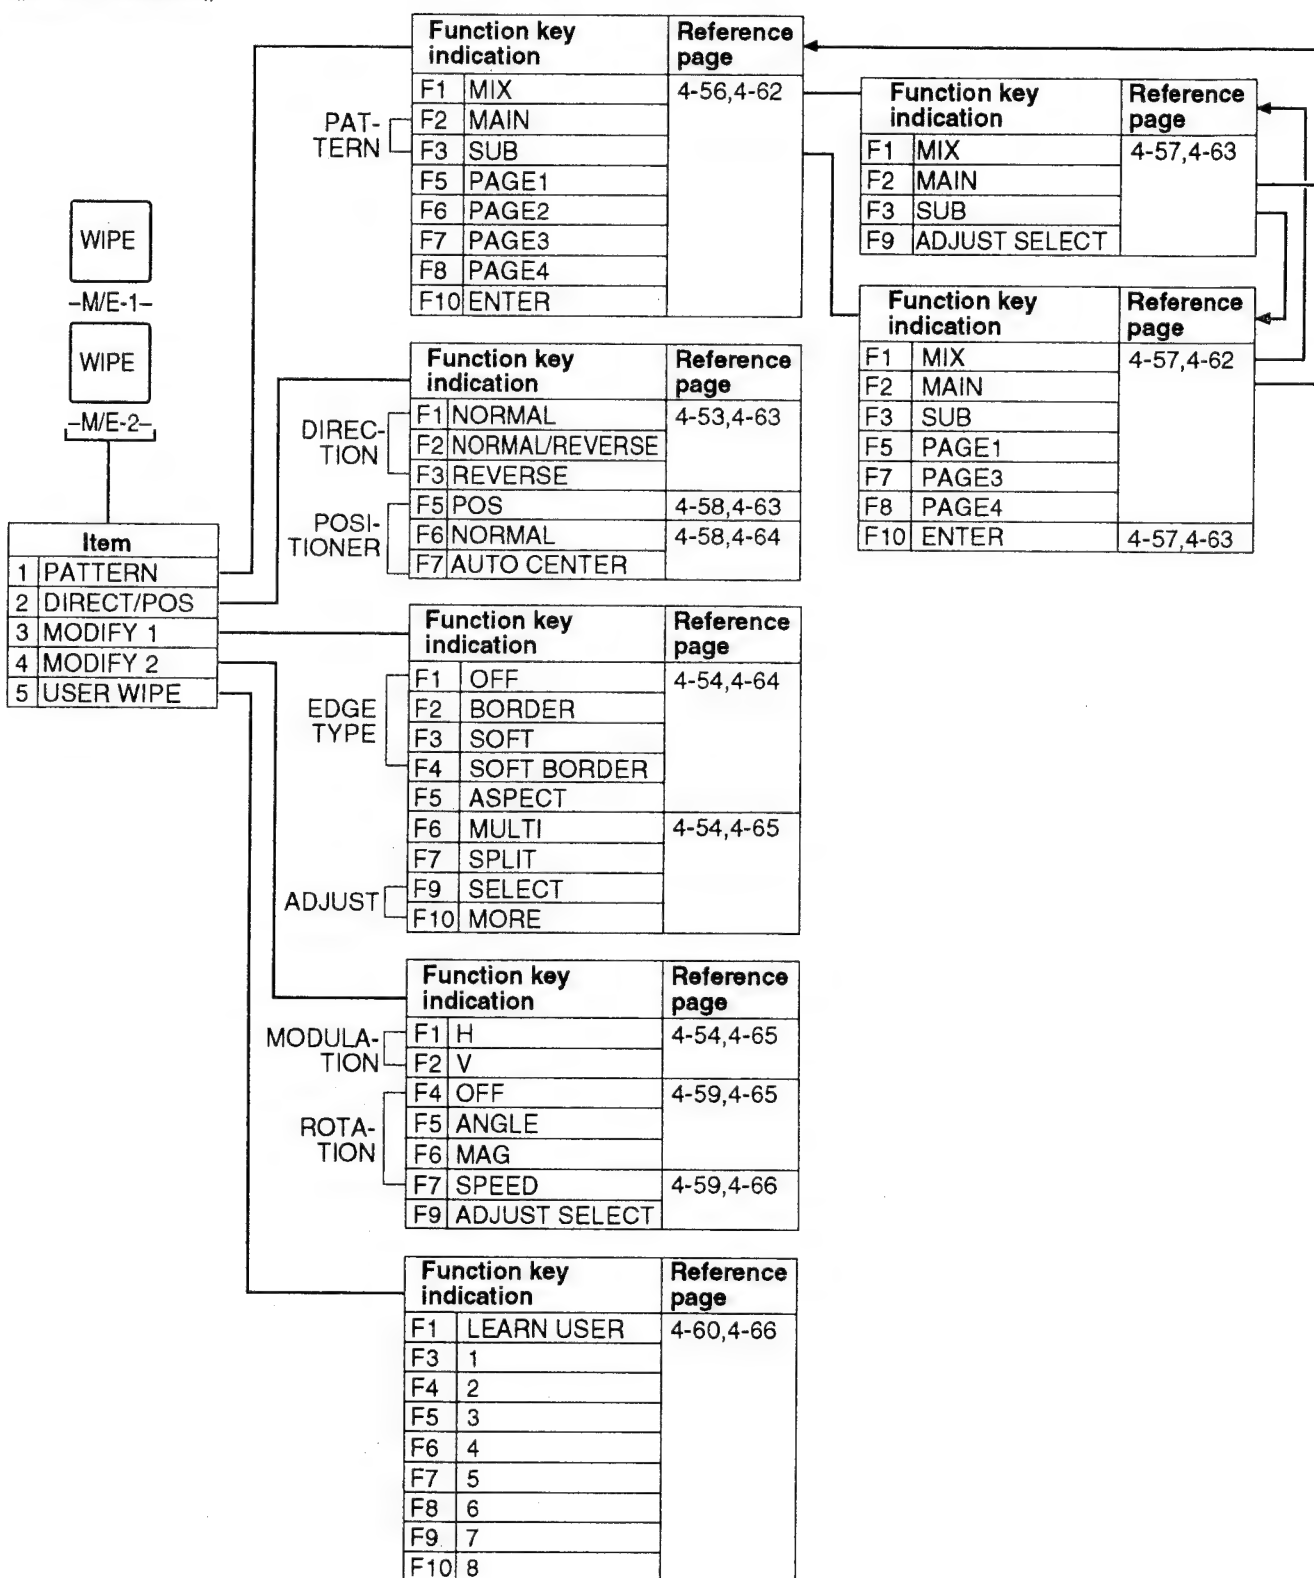 WIPE
–M/E-1–
WIPE
–M/E-2–
Item
1 PATTERN
2 DIRECT/POS
3 MODIFY 1
4 MODIFY 2
5 USER WIPE
Function key Reference
indication page
PAT-
TERN
F1 MIX 4-56,4-62
F2 MAIN
F3 SUB
F5 PAGE1
F6 PAGE2
F7 PAGE3
F8 PAGE4
F10 ENTER
Function key Reference
indication page
F1 MIX 4-57,4-63
F2 MAIN
F3 SUB
F9 ADJUST SELECT
Function key Reference
indication page
F1 MIX 4-57,4-62
F2 MAIN
F3 SUB
F5 PAGE1
F7 PAGE3
F8 PAGE4
F10 ENTER 4-57,4-63
Function key Reference
indication page
DIREC-
TION
F1 NORMAL 4-53,4-63
F2 NORMAL/REVERSE
F3 REVERSE
POSI-
TIONER
F5 POS 4-58,4-63
F6 NORMAL 4-58,4-64
F7 AUTO CENTER
Function key Reference
indication page
EDGE
TYPE
F1 OFF 4-54,4-64
F2 BORDER
F3 SOFT
F4 SOFT BORDER
F5 ASPECT
F6 MULTI 4-54,4-65
F7 SPLIT
ADJUST
F9 SELECT
F10 MORE
Function key Reference
indication page
MODULA-
TION
F1 H 4-54,4-65
F2 V
ROTA-
TION
F4 OFF 4-59,4-65
F5 ANGLE
F6 MAG
F7 SPEED 4-59,4-66
F9 ADJUST SELECT
Function key Reference
indication page
F1 LEARN USER 4-60,4-66
F3 1
F4 2
F5 3
F6 4
F7 5
F8 6
F9 7
F10 8